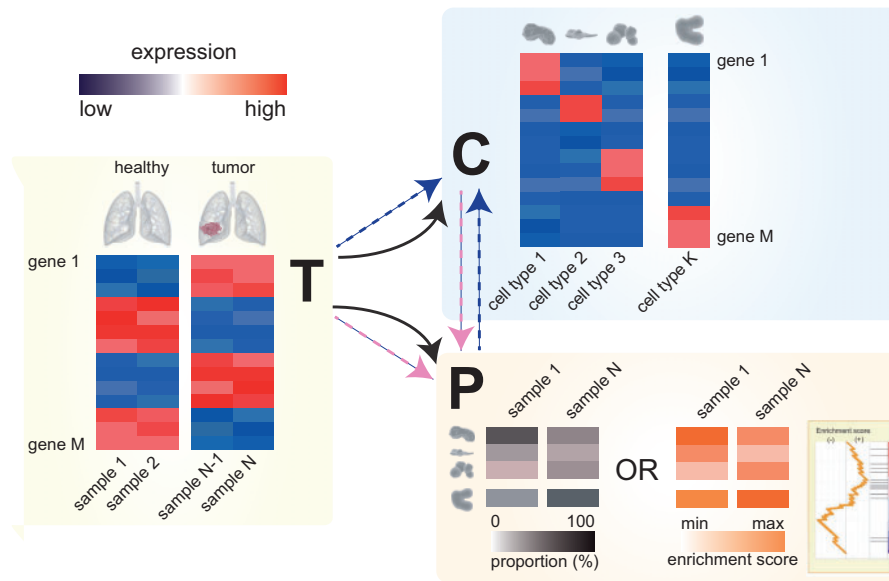 expression
low high
healthy tumor
gene 1
gene M
sample 1
sample 2
sample N-1
sample N
T
C
gene 1
gene M
cell type 1
cell type 2
cell type 3
cell type K
P
sample 1
sample N
0 100
proportion (%)
OR
sample 1
sample N
min max
enrichment score
Enrichment score
(-) (+)